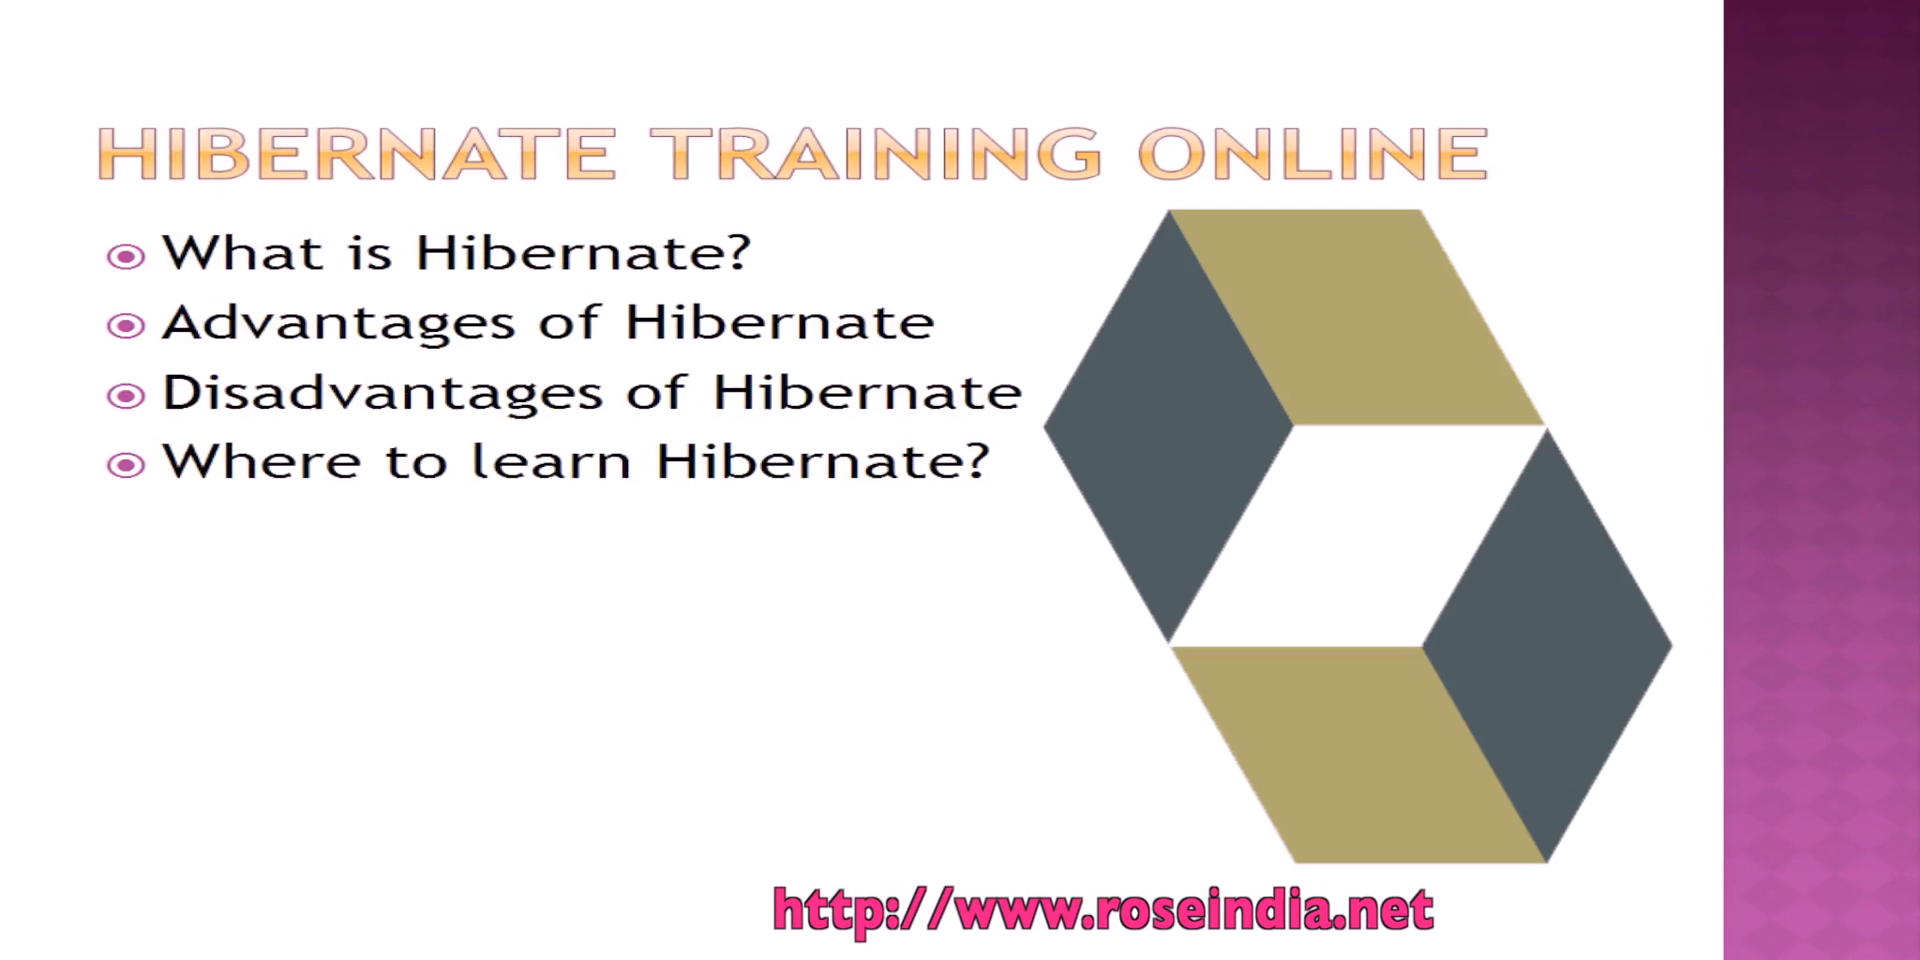 HIBERNATE TRAINING ONLINE
What is Hibernate?
Advantages of Hibernate
Disadvantages of Hibernate
Where to learn Hibernate?
http://www.roseindia.net